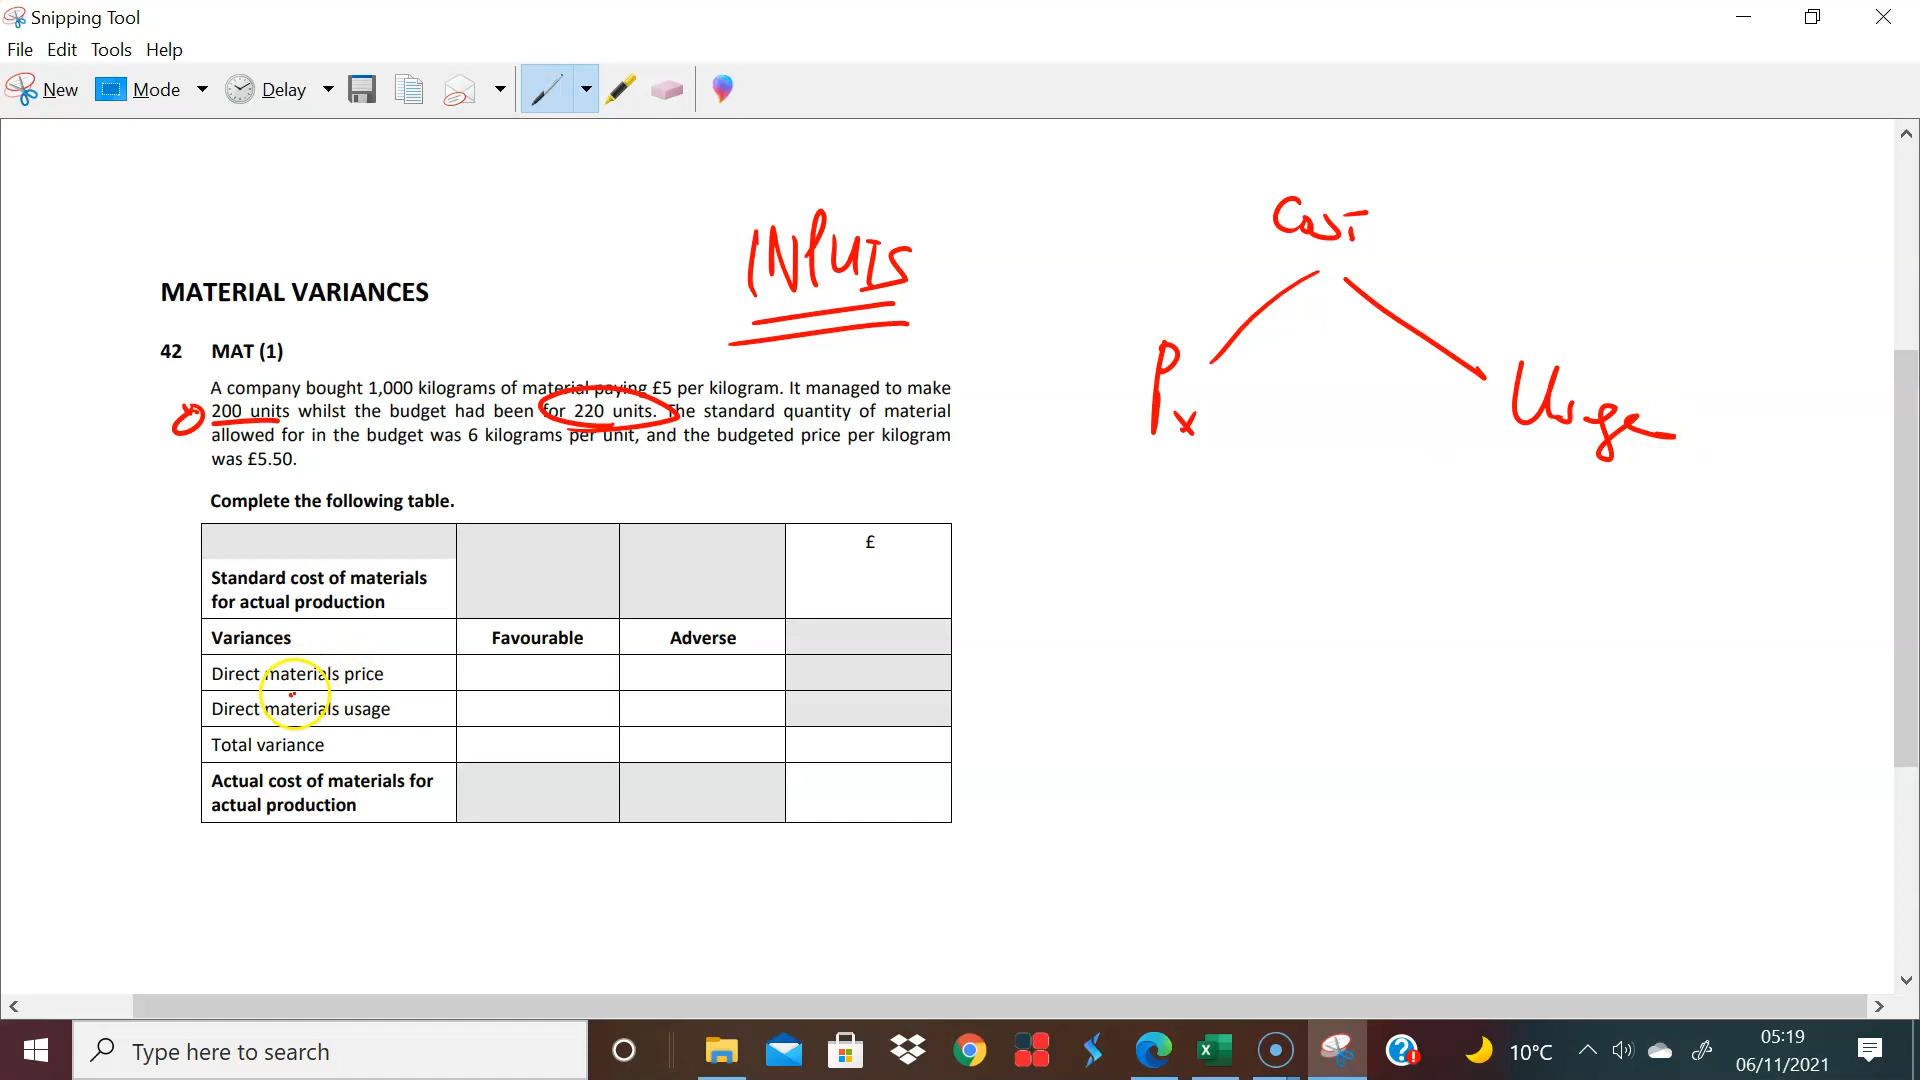 Snipping Tool
File Edit Tools Help
New Mode Delay
INPUTS
Cost
Px
Usage
MATERIAL VARIANCES
42 MAT (1)
A company bought 1,000 kilograms of material paying £5 per kilogram. It managed to make
200 units whilst the budget had been for 220 units. The standard quantity of material
allowed for in the budget was 6 kilograms per unit, and the budgeted price per kilogram
was £5.50.
Complete the following table.
£
Standard cost of materials
for actual production
Variances Favourable Adverse
Direct materials price
Direct materials usage
Total variance
Actual cost of materials for
actual production
Type here to search
10°C
05:19
06/11/2021